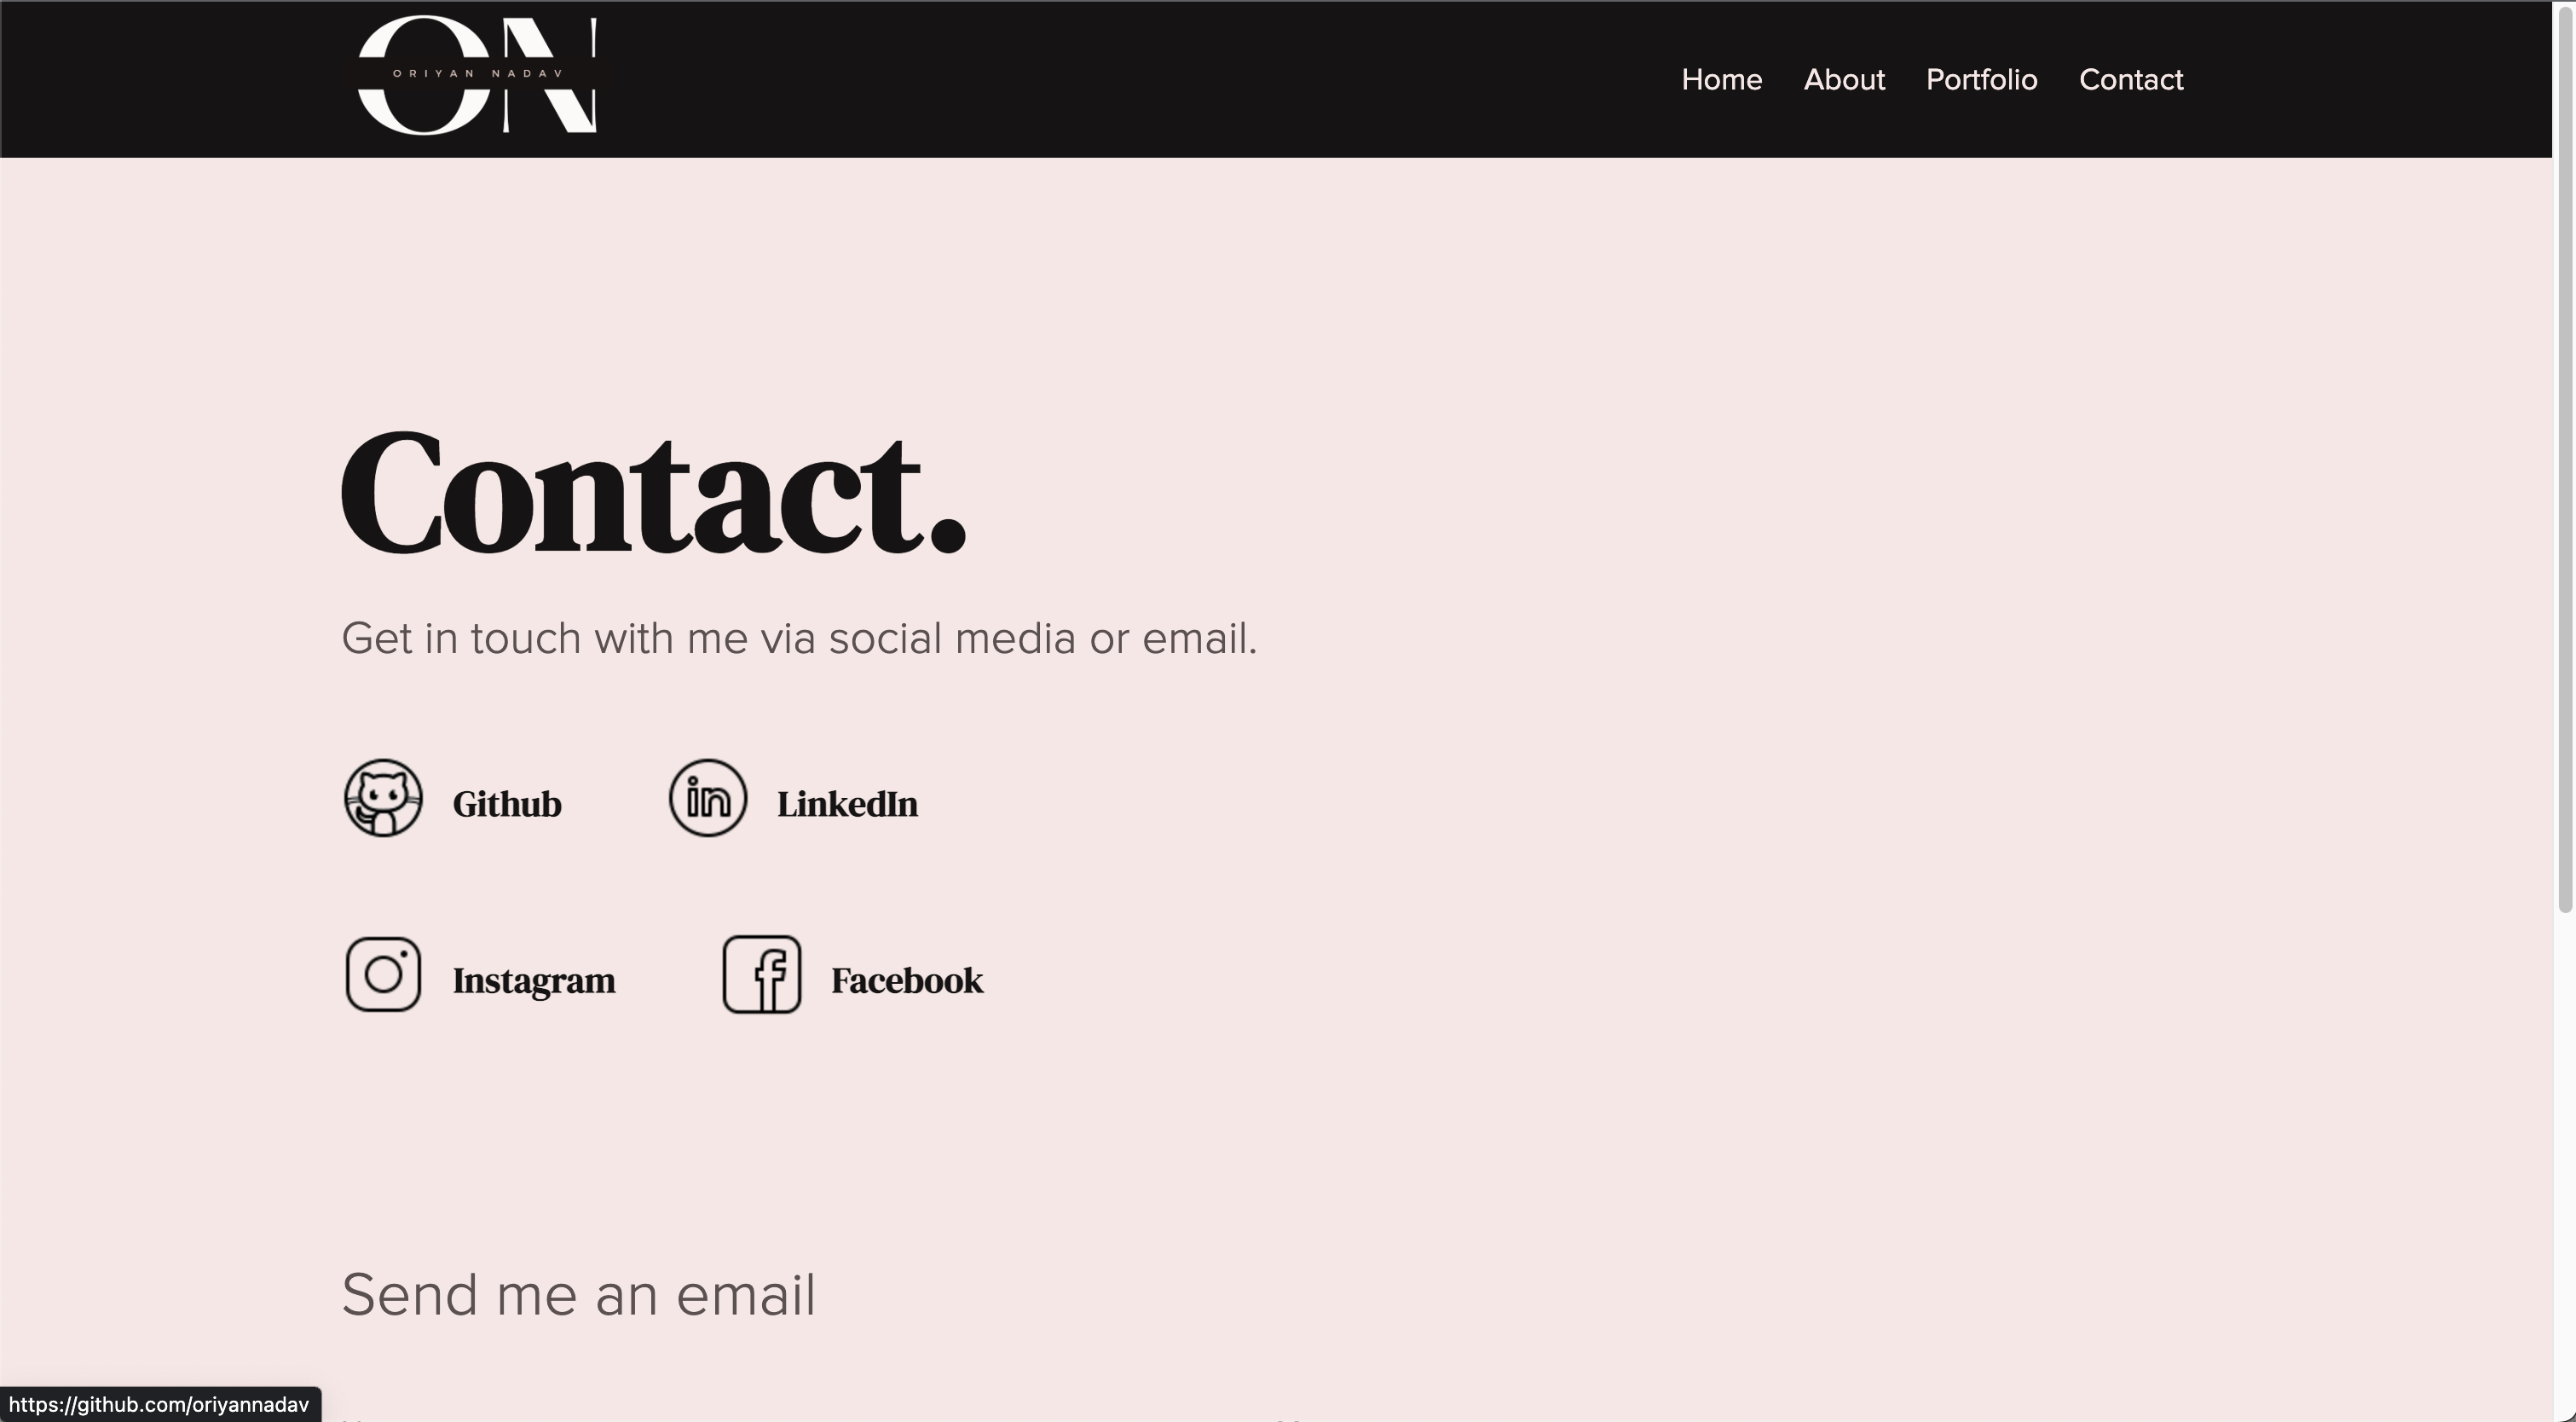 ON
ORIYAN NADAV
Home About Portfolio Contact
Contact.
Get in touch with me via social media or email.
Github LinkedIn
Instagram Facebook
Send me an email
https://github.com/oriyannadav